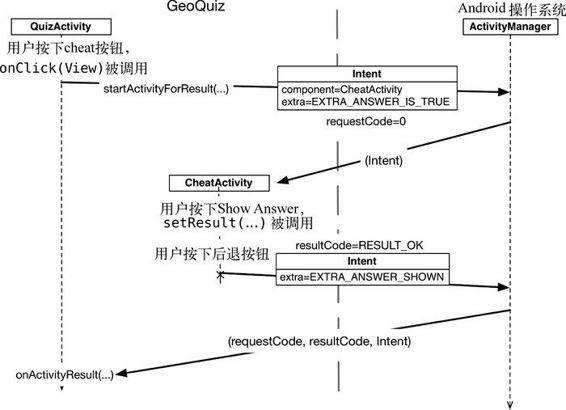 GeoQuiz
Android 操作系统
QuizActivity
ActivityManager
用户按下cheat按钮，
onClick(View)被调用
startActivityForResult(...)
Intent
component=CheatActivity
extra=EXTRA_ANSWER_IS_TRUE
requestCode=0
(Intent)
CheatActivity
用户按下Show Answer，
setResult(...)被调用
用户按下后退按钮
resultCode=RESULT_OK
Intent
extra=EXTRA_ANSWER_SHOWN
(requestCode, resultCode, Intent)
onActivityResult(...)